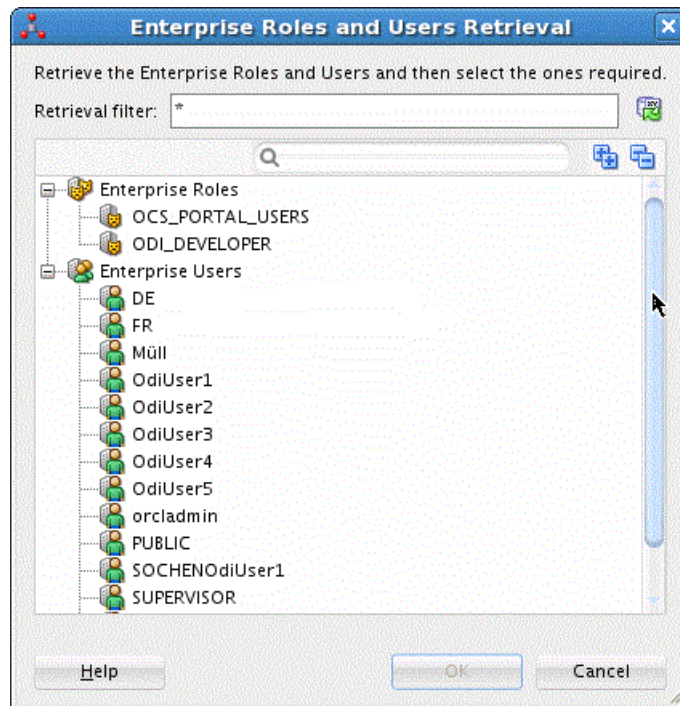 Enterprise Roles and Users Retrieval
Retrieve the Enterprise Roles and Users and then select the ones required.
Retrieval filter: *
Enterprise Roles
OCS_PORTAL_USERS
ODI_DEVELOPER
Enterprise Users
DE
FR
Müll
OdiUser1
OdiUser2
OdiUser3
OdiUser4
OdiUser5
orcladmin
PUBLIC
SOCHENOdiUser1
SUPERVISOR
Help OK Cancel